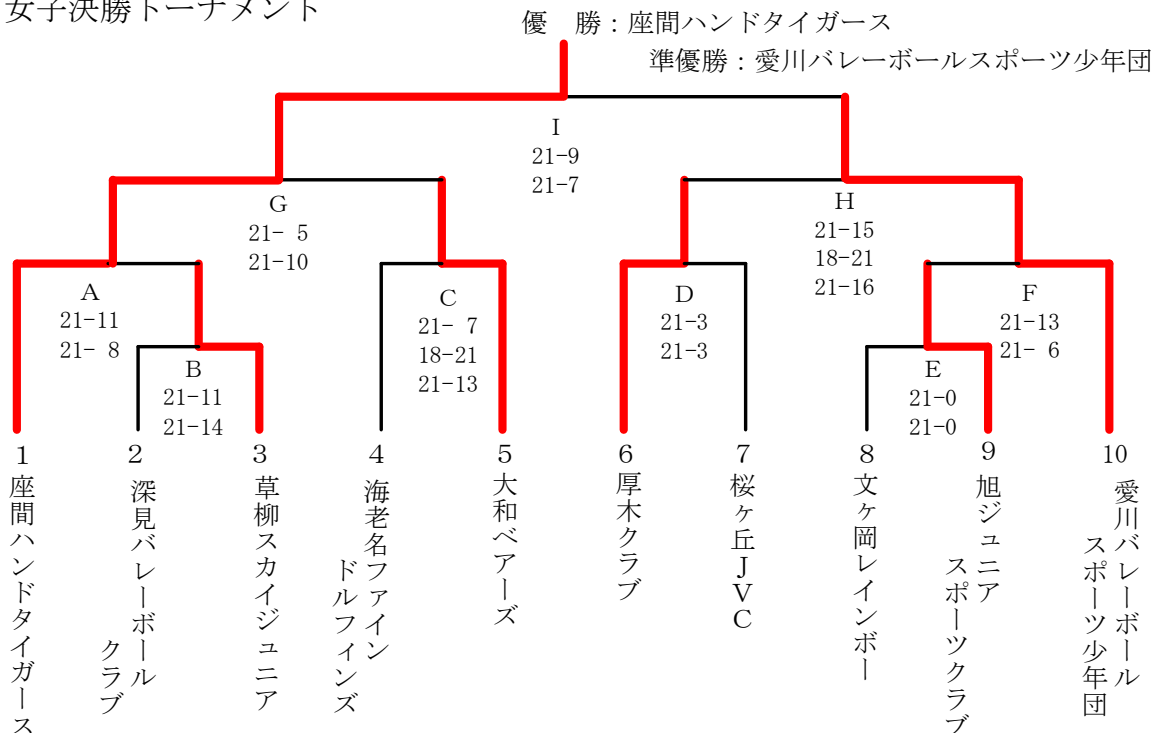 女子決勝トーナメント
優　勝：座間ハンドタイガース
準優勝：愛川バレーボールスポーツ少年団
I
21-9
21-7
G
21- 5
21-10
H
21-15
18-21
21-16
A
21-11
21- 8
B
21-11
21-14
C
21- 7
18-21
21-13
D
21-3
21-3
E
21-0
21-0
F
21-13
21- 6
1
座間ハンドタイガース
2
深見バレーボール
クラブ
3
草柳スカイジュニア
4
海老名ファイン
ドルフィンズ
5
大和ベアーズ
6
厚木クラブ
7
桜ヶ丘JVC
8
文ヶ岡レインボー
9
旭ジュニア
スポーツクラブ
10
愛川バレーボール
スポーツ少年団